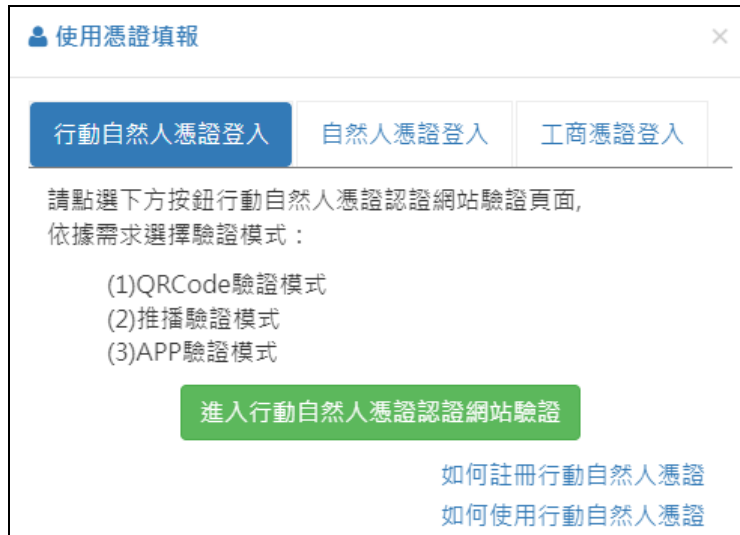 使用憑證填報
×
行動自然人憑證登入 自然人憑證登入 工商憑證登入
請點選下方按鈕行動自然人憑證認證網站驗證頁面,
依據需求選擇驗證模式：
(1)QRCode驗證模式
(2)推播驗證模式
(3)APP驗證模式
進入行動自然人憑證認證網站驗證
如何註冊行動自然人憑證
如何使用行動自然人憑證